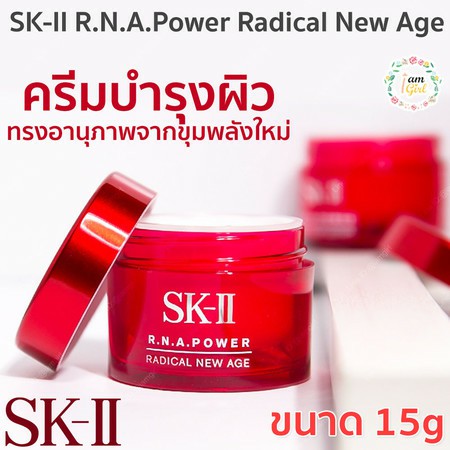 SK-II R.N.A.Power Radical New Age
i am
Girl
ครีมบำรุงผิว
ทรงอานุภาพจากขุมพลังใหม่
SK-II
SK-II
R.N.A.POWER
RADICAL NEW AGE
SK-II
ขนาด 15g